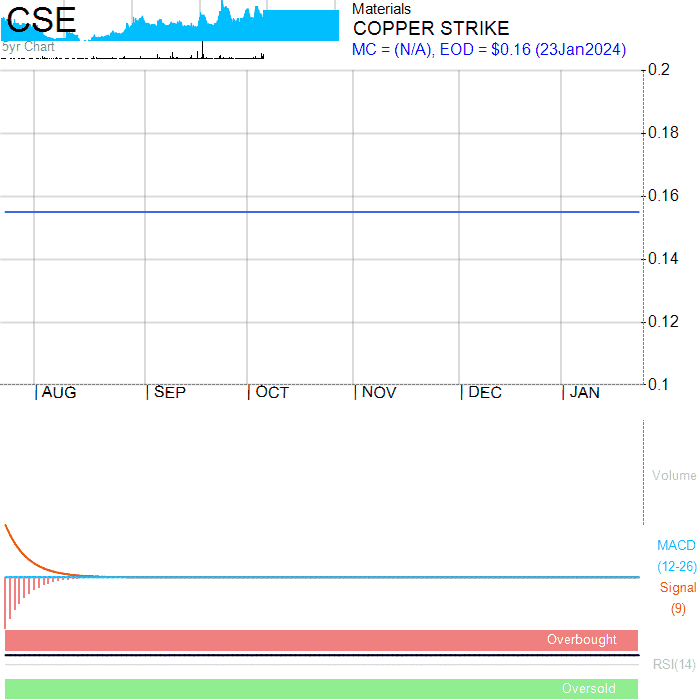 CSE
5yr Chart
Materials
COPPER STRIKE
MC = (N/A), EOD = $0.16 (23Jan2024)
0.2
0.18
0.16
0.14
0.12
0.1
AUG SEP OCT NOV DEC JAN
Volume
MACD
(12-26)
Signal
(9)
Overbought
RSI(14)
Oversold